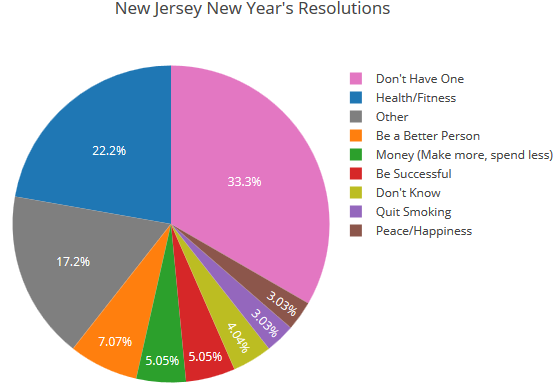 New Jersey New Year's Resolutions
Don't Have One
Health/Fitness
Other
Be a Better Person
Money (Make more, spend less)
Be Successful
Don't Know
Quit Smoking
Peace/Happiness
33.3%
22.2%
17.2%
7.07%
5.05%
5.05%
4.04%
3.03%
3.03%